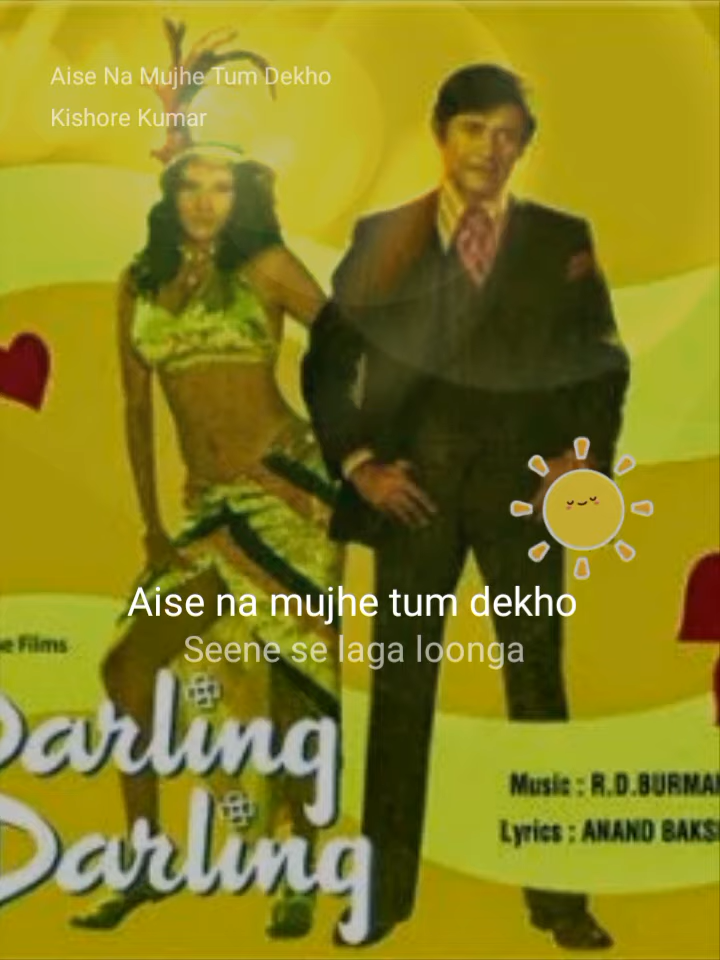 Aise Na Mujhe Tum Dekho
Kishore Kumar
Aise na mujhe tum dekho
Seene se laga loonga
Films
Darling
Darling
Music : R.D.BURMAN
Lyrics : ANAND BAKS